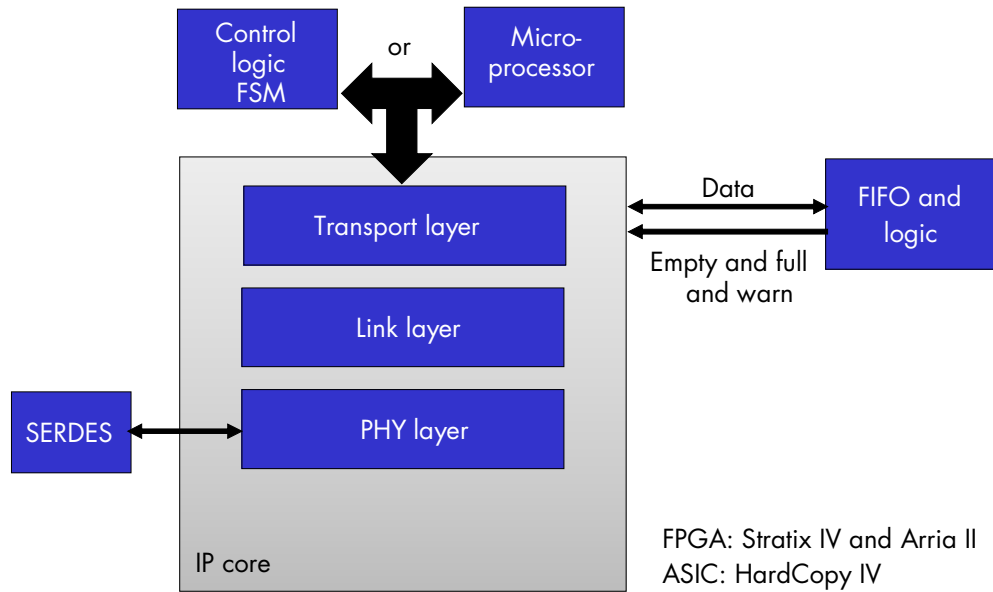 Control
logic
FSM
or
Micro-
processor
Transport layer
Data
FIFO and
logic
Empty and full
and warn
Link layer
SERDES
PHY layer
IP core
FPGA: Stratix IV and Arria II
ASIC: HardCopy IV